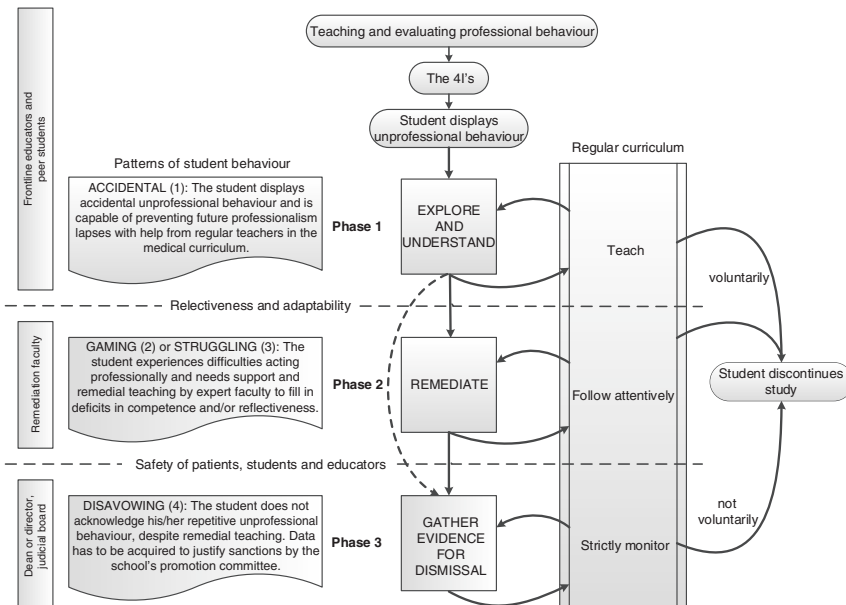 Teaching and evaluating professional behaviour
The 4I's
Student displays
unprofessional behaviour
Frontline educators and
peer students
Patterns of student behaviour
ACCIDENTAL (1): The student displays
accidental unprofessional behaviour and is
capable of preventing future professionalism
lapses with help from regular teachers in the
medical curriculum.
Phase 1
EXPLORE
AND
UNDERSTAND
Regular curriculum
Teach
voluntarily
Relectiveness and adaptability
Remediation faculty
GAMING (2) or STRUGGLING (3): The
student experiences difficulties acting
professionally and needs support and
remedial teaching by expert faculty to fill in
deficits in competence and/or reflectiveness.
Phase 2
REMEDIATE
Follow attentively
Student discontinues
study
Safety of patients, students and educators
Dean or director,
judicial board
DISAVOWING (4): The student does not
acknowledge his/her repetitive unprofessional
behaviour, despite remedial teaching. Data
has to be acquired to justify sanctions by the
school's promotion committee.
Phase 3
GATHER
EVIDENCE
FOR
DISMISSAL
Strictly monitor
not
voluntarily